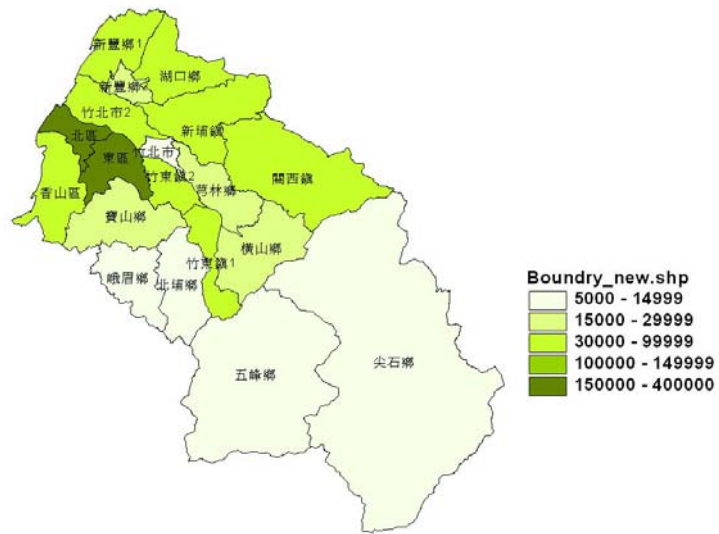 新豐鄉1
湖口鄉
新豐鄉2
竹北市2
新埔鎮
北區
東區
竹北市
關西鎮
竹東鎮2
芎林鄉
香山區
寶山鄉
橫山鄉
竹東鎮1
峨眉鄉
北埔鄉
五峰鄉
尖石鄉
Boundry_new.shp
5000 - 14999
15000 - 29999
30000 - 99999
100000 - 149999
150000 - 400000